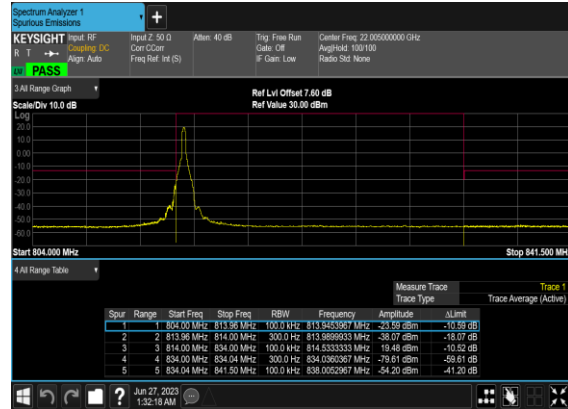 Spectrum Analyzer 1
Spurious Emissions
KEYSIGHT Input: RF Input Z: 50 Ω Atten: 40 dB Trig: Free Run Center Freq: 22.005000000 GHz
R T Coupling: DC Corr CCorr Gate: Off Avg|Hold: 100/100
Align: Auto Freq Ref: Int (S) IF Gain: Low Radio Std: None
PASS
3 All Range Graph
Ref Lvl Offset 7.60 dB
Scale/Div 10.0 dB Ref Value 30.00 dBm
Log
20.0
10.0
0.00
-10.0
-20.0
-30.0
-40.0
-50.0
-60.0
Start 804.000 MHz Stop 841.500 MH
4 All Range Table
Measure Trace Trace 1
Trace Type Trace Average (Active)
Spur Range Start Freq Stop Freq RBW Frequency Amplitude ΔLimit
1 1 804.00 MHz 813.96 MHz 100.0 kHz 813.9453967 MHz -23.59 dBm -10.59 dB
2 2 813.96 MHz 814.00 MHz 300.0 Hz 813.9899933 MHz -38.07 dBm -18.07 dB
3 3 814.00 MHz 834.00 MHz 100.0 kHz 814.5333333 MHz 19.48 dBm -10.52 dB
4 4 834.00 MHz 834.04 MHz 300.0 Hz 834.0360367 MHz -79.61 dBm -59.61 dB
5 5 834.04 MHz 841.50 MHz 100.0 kHz 838.0052967 MHz -54.20 dBm -41.20 dB
Jun 27, 2023
1:32:18 AM